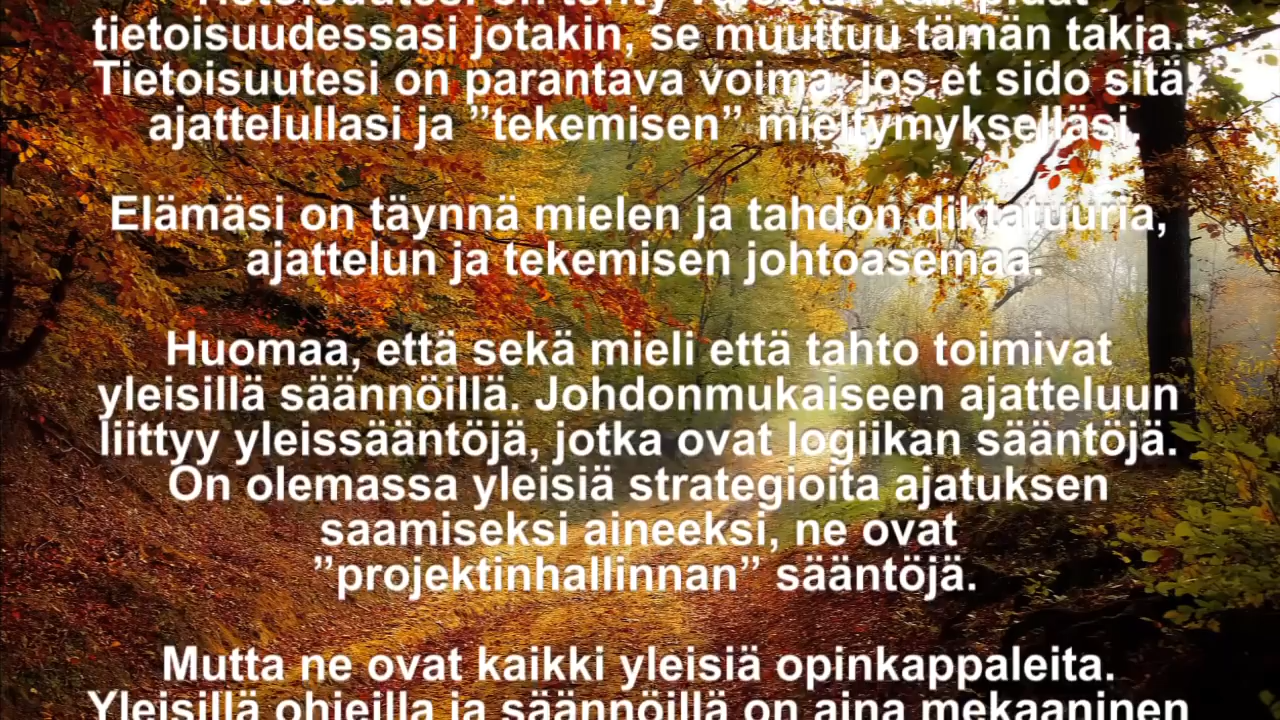 tietoisuudessasi jotakin, se muuttuu tämän takia.
Tietoisuutesi on parantava voima, jos et sido sitä
ajattelullasi ja ”tekemisen” mieltymykselläsi.
Elämäsi on täynnä mielen ja tahdon diktatuuria,
ajattelun ja tekemisen johtoasemaa.
Huomaa, että sekä mieli että tahto toimivat
yleisillä säännöillä. Johdonmukaiseen ajatteluun
liittyy yleissääntöjä, jotka ovat logiikan sääntöjä.
On olemassa yleisiä strategioita ajatuksen
saamiseksi aineeksi, ne ovat
”projektinhallinnan” sääntöjä.
Mutta ne ovat kaikki yleisiä opinkappaleita.
Yleisillä ohjeilla ja säännöillä on aina mekaaninen